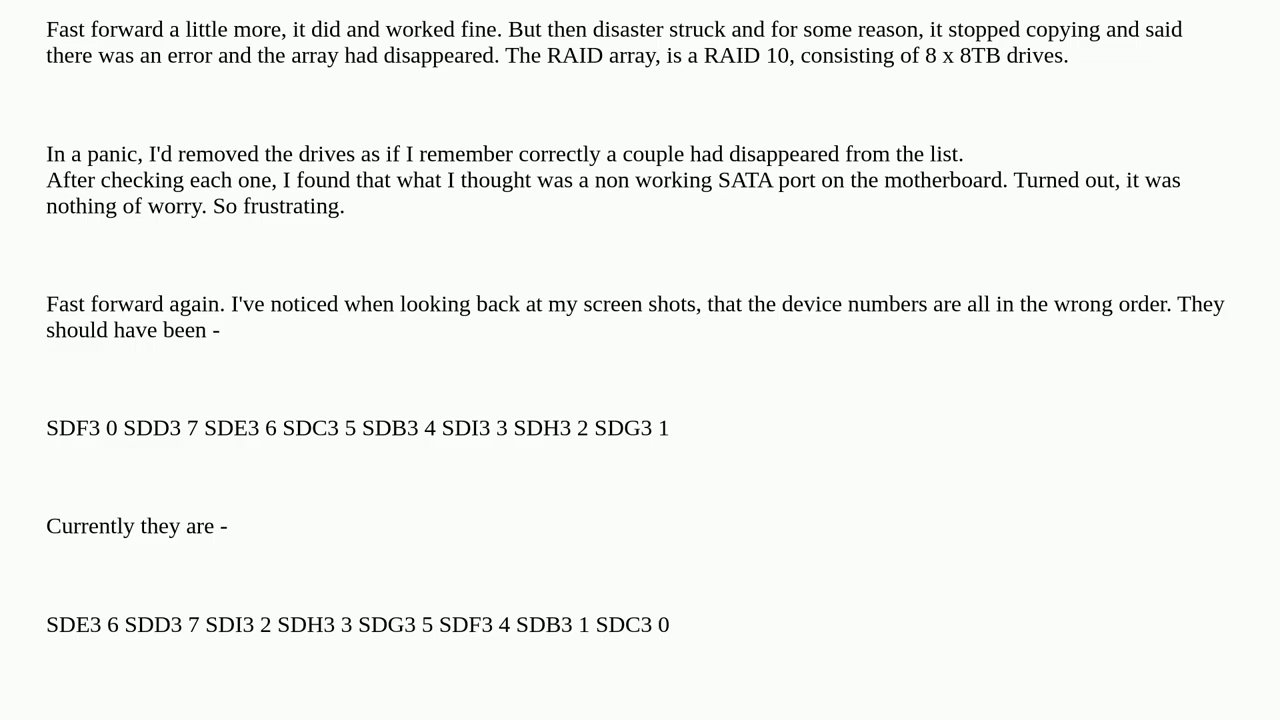 Fast forward a little more, it did and worked fine. But then disaster struck and for some reason, it stopped copying and said
there was an error and the array had disappeared. The RAID array, is a RAID 10, consisting of 8 x 8TB drives.
In a panic, I'd removed the drives as if I remember correctly a couple had disappeared from the list.
After checking each one, I found that what I thought was a non working SATA port on the motherboard. Turned out, it was
nothing of worry. So frustrating.
Fast forward again. I've noticed when looking back at my screen shots, that the device numbers are all in the wrong order. They
should have been -
SDF3 0 SDD3 7 SDE3 6 SDC3 5 SDB3 4 SDI3 3 SDH3 2 SDG3 1
Currently they are -
SDE3 6 SDD3 7 SDI3 2 SDH3 3 SDG3 5 SDF3 4 SDB3 1 SDC3 0